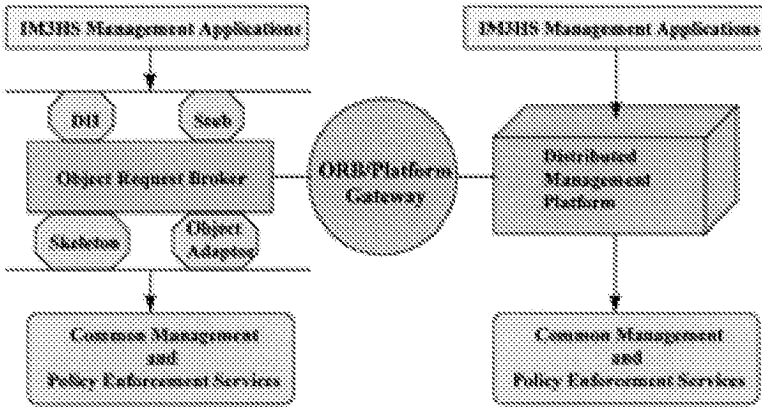 IM3HS Management Applications
IM3HS Management Applications
DII
Stub
Object Request Broker
ORB/Platform
Gateway
Distributed
Management
Platform
Skeleton
Object
Adaptor
Common Management
and
Policy Enforcement Services
Common Management
and
Policy Enforcement Services